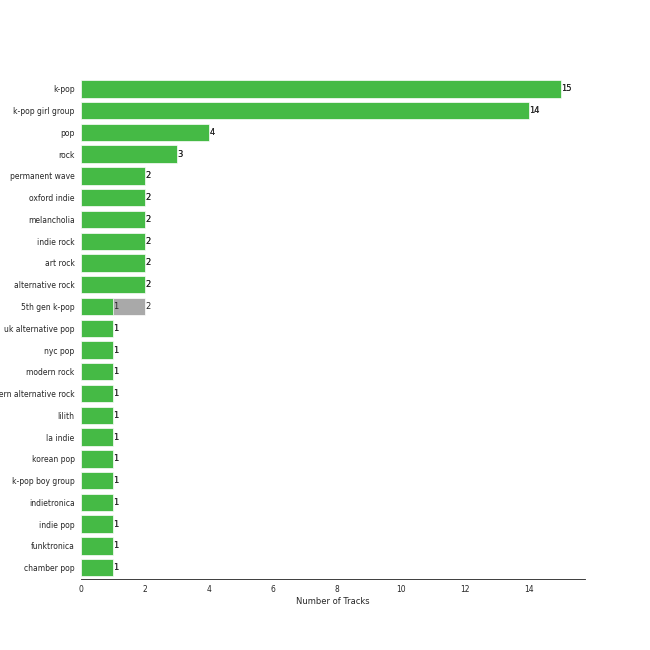 k-pop 15
k-pop girl group 14
pop 4
rock 3
permanent wave 2
oxford indie 2
melancholia 2
indie rock 2
art rock 2
alternative rock 2
5th gen k-pop 1 2
uk alternative pop 1
nyc pop 1
modern rock 1
ern alternative rock 1
lilith 1
la indie 1
korean pop 1
k-pop boy group 1
indietronica 1
indie pop 1
funktronica 1
chamber pop 1
0 2 4 6 8 10 12 14
Number of Tracks